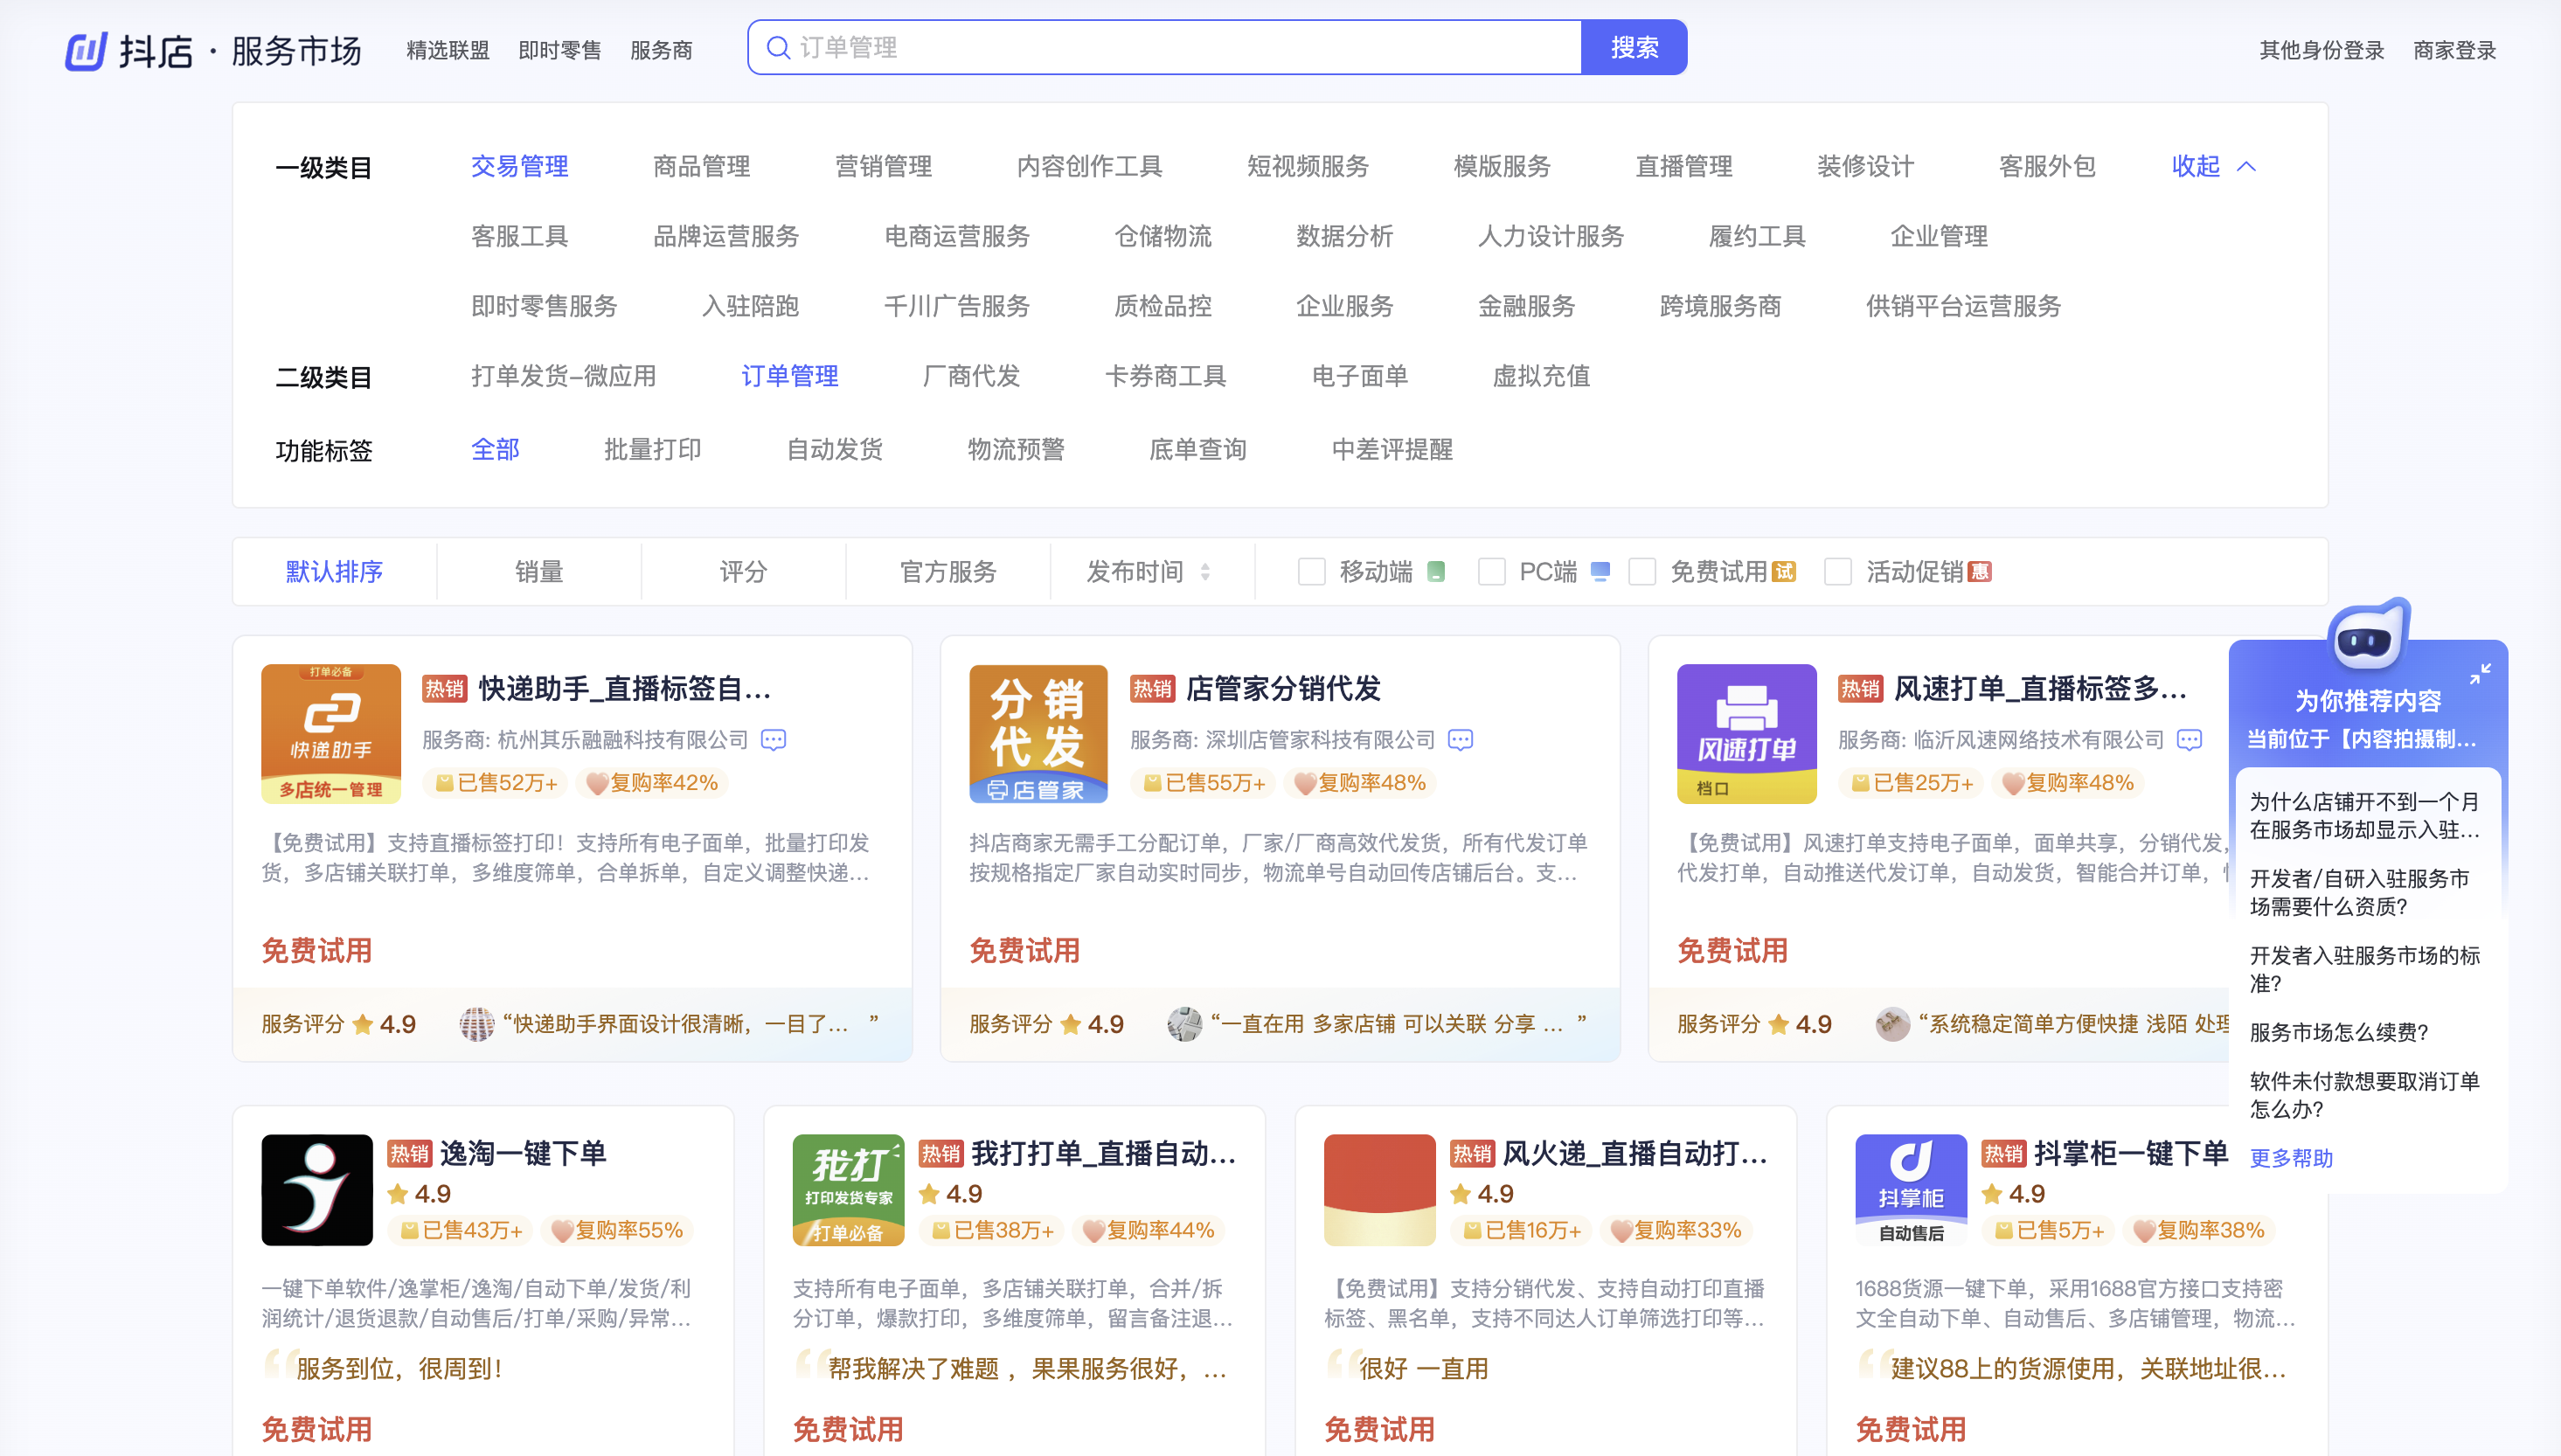 抖店 · 服务市场
精选联盟
即时零售
服务商
订单管理
搜索
其他身份登录
商家登录
一级类目
交易管理
商品管理
营销管理
内容创作工具
短视频服务
模版服务
直播管理
装修设计
客服外包
收起
客服工具
品牌运营服务
电商运营服务
仓储物流
数据分析
人力设计服务
履约工具
企业管理
即时零售服务
入驻陪跑
千川广告服务
质检品控
企业服务
金融服务
跨境服务商
供销平台运营服务
二级类目
打单发货-微应用
订单管理
厂商代发
卡券商工具
电子面单
虚拟充值
功能标签
全部
批量打印
自动发货
物流预警
底单查询
中差评提醒
默认排序
销量
评分
官方服务
发布时间
移动端
PC端
免费试用试
活动促销惠
打单必备
快递助手
多店统一管理
热销 快递助手_直播标签自...
服务商: 杭州其乐融融科技有限公司
已售52万+
复购率42%
【免费试用】支持直播标签打印！支持所有电子面单，批量打印发
货，多店铺关联打单，多维度筛单，合单拆单，自定义调整快递...
免费试用
服务评分 4.9
“快递助手界面设计很清晰，一目了... ”
分销
代发
店管家
热销 店管家分销代发
服务商: 深圳店管家科技有限公司
已售55万+
复购率48%
抖店商家无需手工分配订单，厂家/厂商高效代发货，所有代发订单
按规格指定厂家自动实时同步，物流单号自动回传店铺后台。支...
免费试用
服务评分 4.9
“一直在用 多家店铺 可以关联 分享 ... ”
风速打单
档口
热销 风速打单_直播标签多...
服务商: 临沂风速网络技术有限公司
已售25万+
复购率48%
【免费试用】风速打单支持电子面单，面单共享，分销代发，
代发打单，自动推送代发订单，自动发货，智能合并订单，
免费试用
服务评分 4.9
“系统稳定简单方便快捷 浅陌 处理
为你推荐内容
当前位于【内容拍摄制...
为什么店铺开不到一个月
在服务市场却显示入驻...
开发者/自研入驻服务市
场需要什么资质?
开发者入驻服务市场的标
准?
服务市场怎么续费?
软件未付款想要取消订单
怎么办?
更多帮助
热销 逸淘一键下单
4.9
已售43万+
复购率55%
一键下单软件/逸掌柜/逸淘/自动下单/发货/利
润统计/退货退款/自动售后/打单/采购/异常...
服务到位，很周到！
免费试用
我打
打印发货专家
打单必备
热销 我打打单_直播自动...
4.9
已售38万+
复购率44%
支持所有电子面单，多店铺关联打单，合并/拆
分订单，爆款打印，多维度筛单，留言备注退...
帮我解决了难题 ，果果服务很好，...
免费试用
热销 风火递_直播自动打...
4.9
已售16万+
复购率33%
【免费试用】支持分销代发、支持自动打印直播
标签、黑名单，支持不同达人订单筛选打印等...
很好 一直用
免费试用
抖掌柜
自动售后
热销 抖掌柜一键下单
4.9
已售5万+
复购率38%
1688货源一键下单，采用1688官方接口支持密
文全自动下单、自动售后、多店铺管理，物流...
建议88上的货源使用，关联地址很...
免费试用